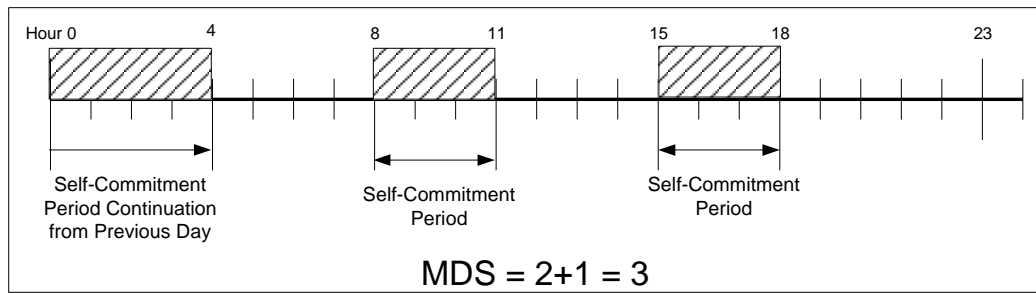 Hour 0 4 8 11 15 18 23
Self-Commitment
Period Continuation
from Previous Day
Self-Commitment
Period
Self-Commitment
Period
MDS = 2+1 = 3